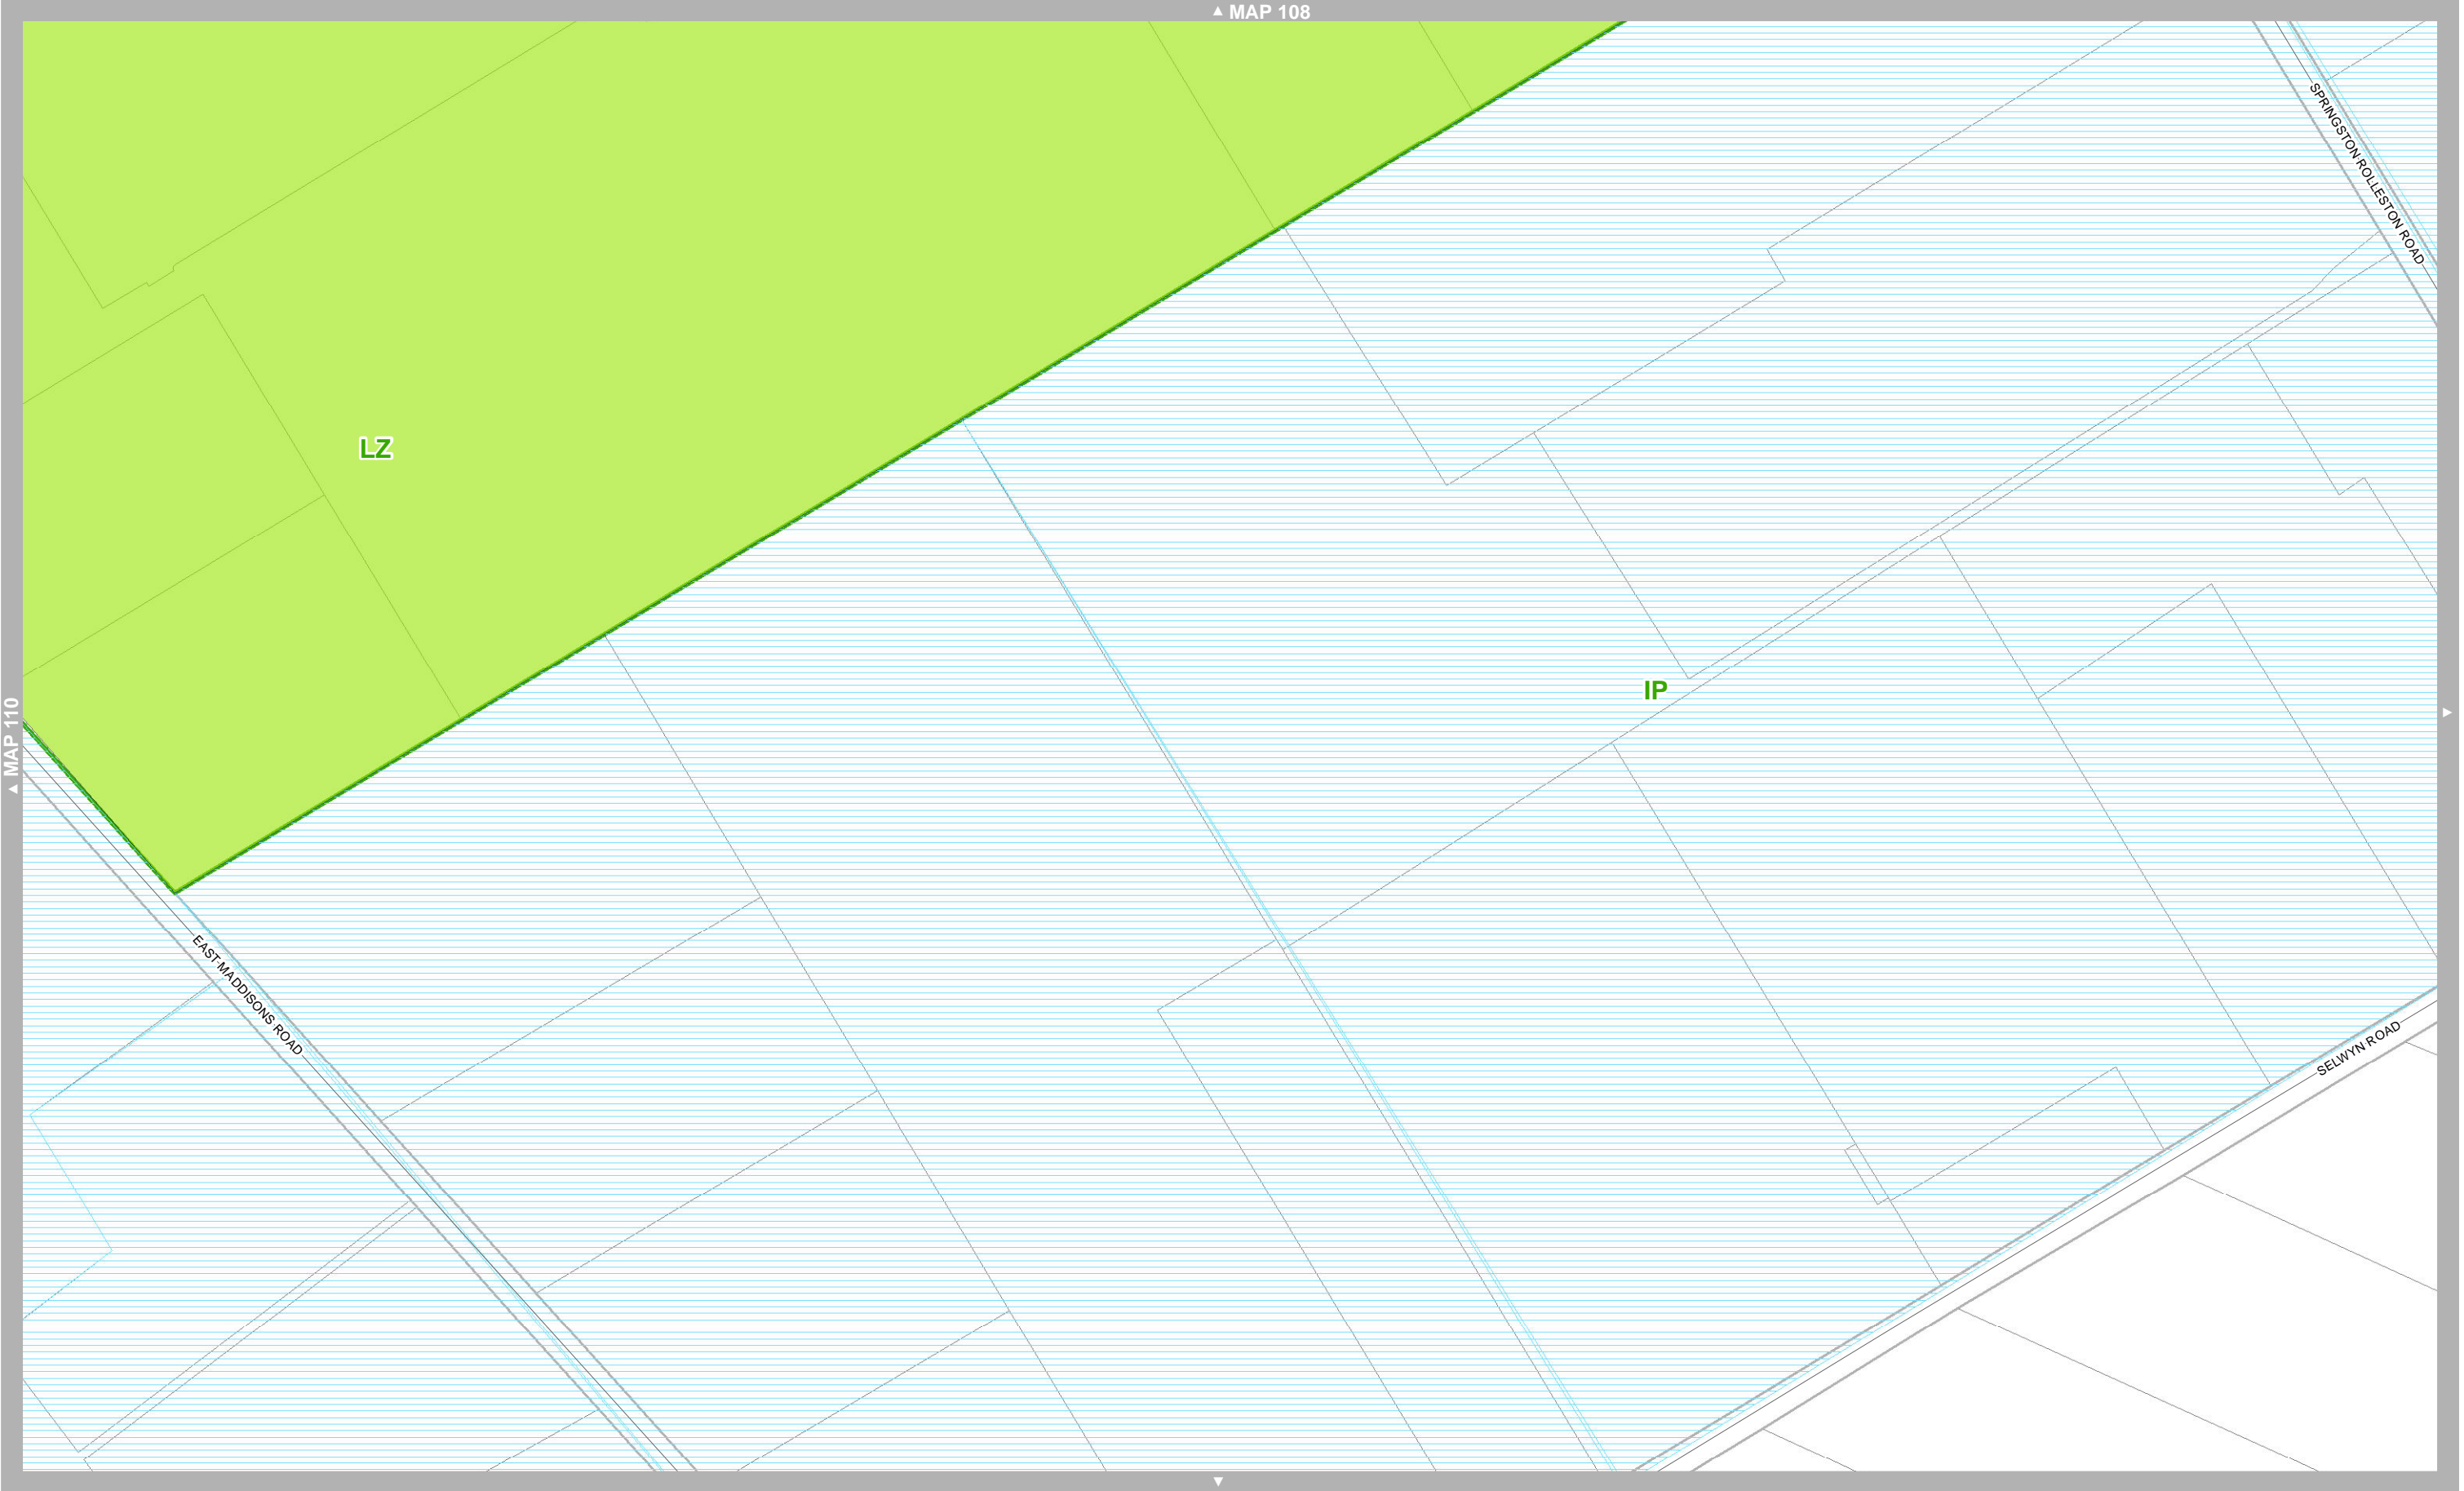 ▲ MAP 108
SPRINGSTON ROLLESTON ROAD
LZ
IP
MAP 110
EAST MADDISONS ROAD
SELWYN ROAD